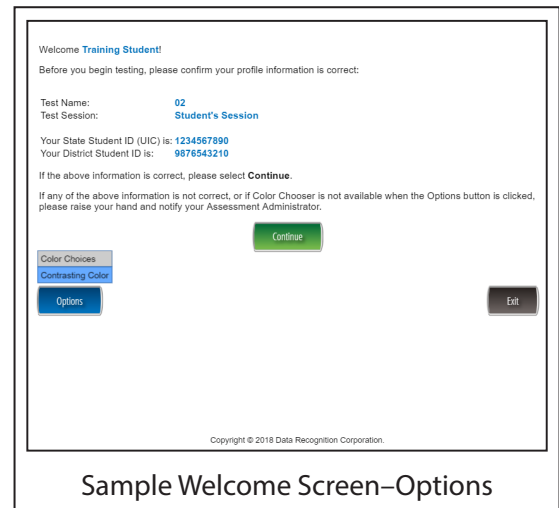 Welcome Training Student!
Before you begin testing, please confirm your profile information is correct:
Test Name: 02
Test Session: Student's Session
Your State Student ID (UIC) is: 1234567890
Your District Student ID is: 9876543210
If the above information is correct, please select Continue.
If any of the above information is not correct, or if Color Chooser is not available when the Options button is clicked,
please raise your hand and notify your Assessment Administrator.
Continue
Color Choices
Contrasting Color
Options
Exit
Copyright © 2018 Data Recognition Corporation.
Sample Welcome Screen–Options